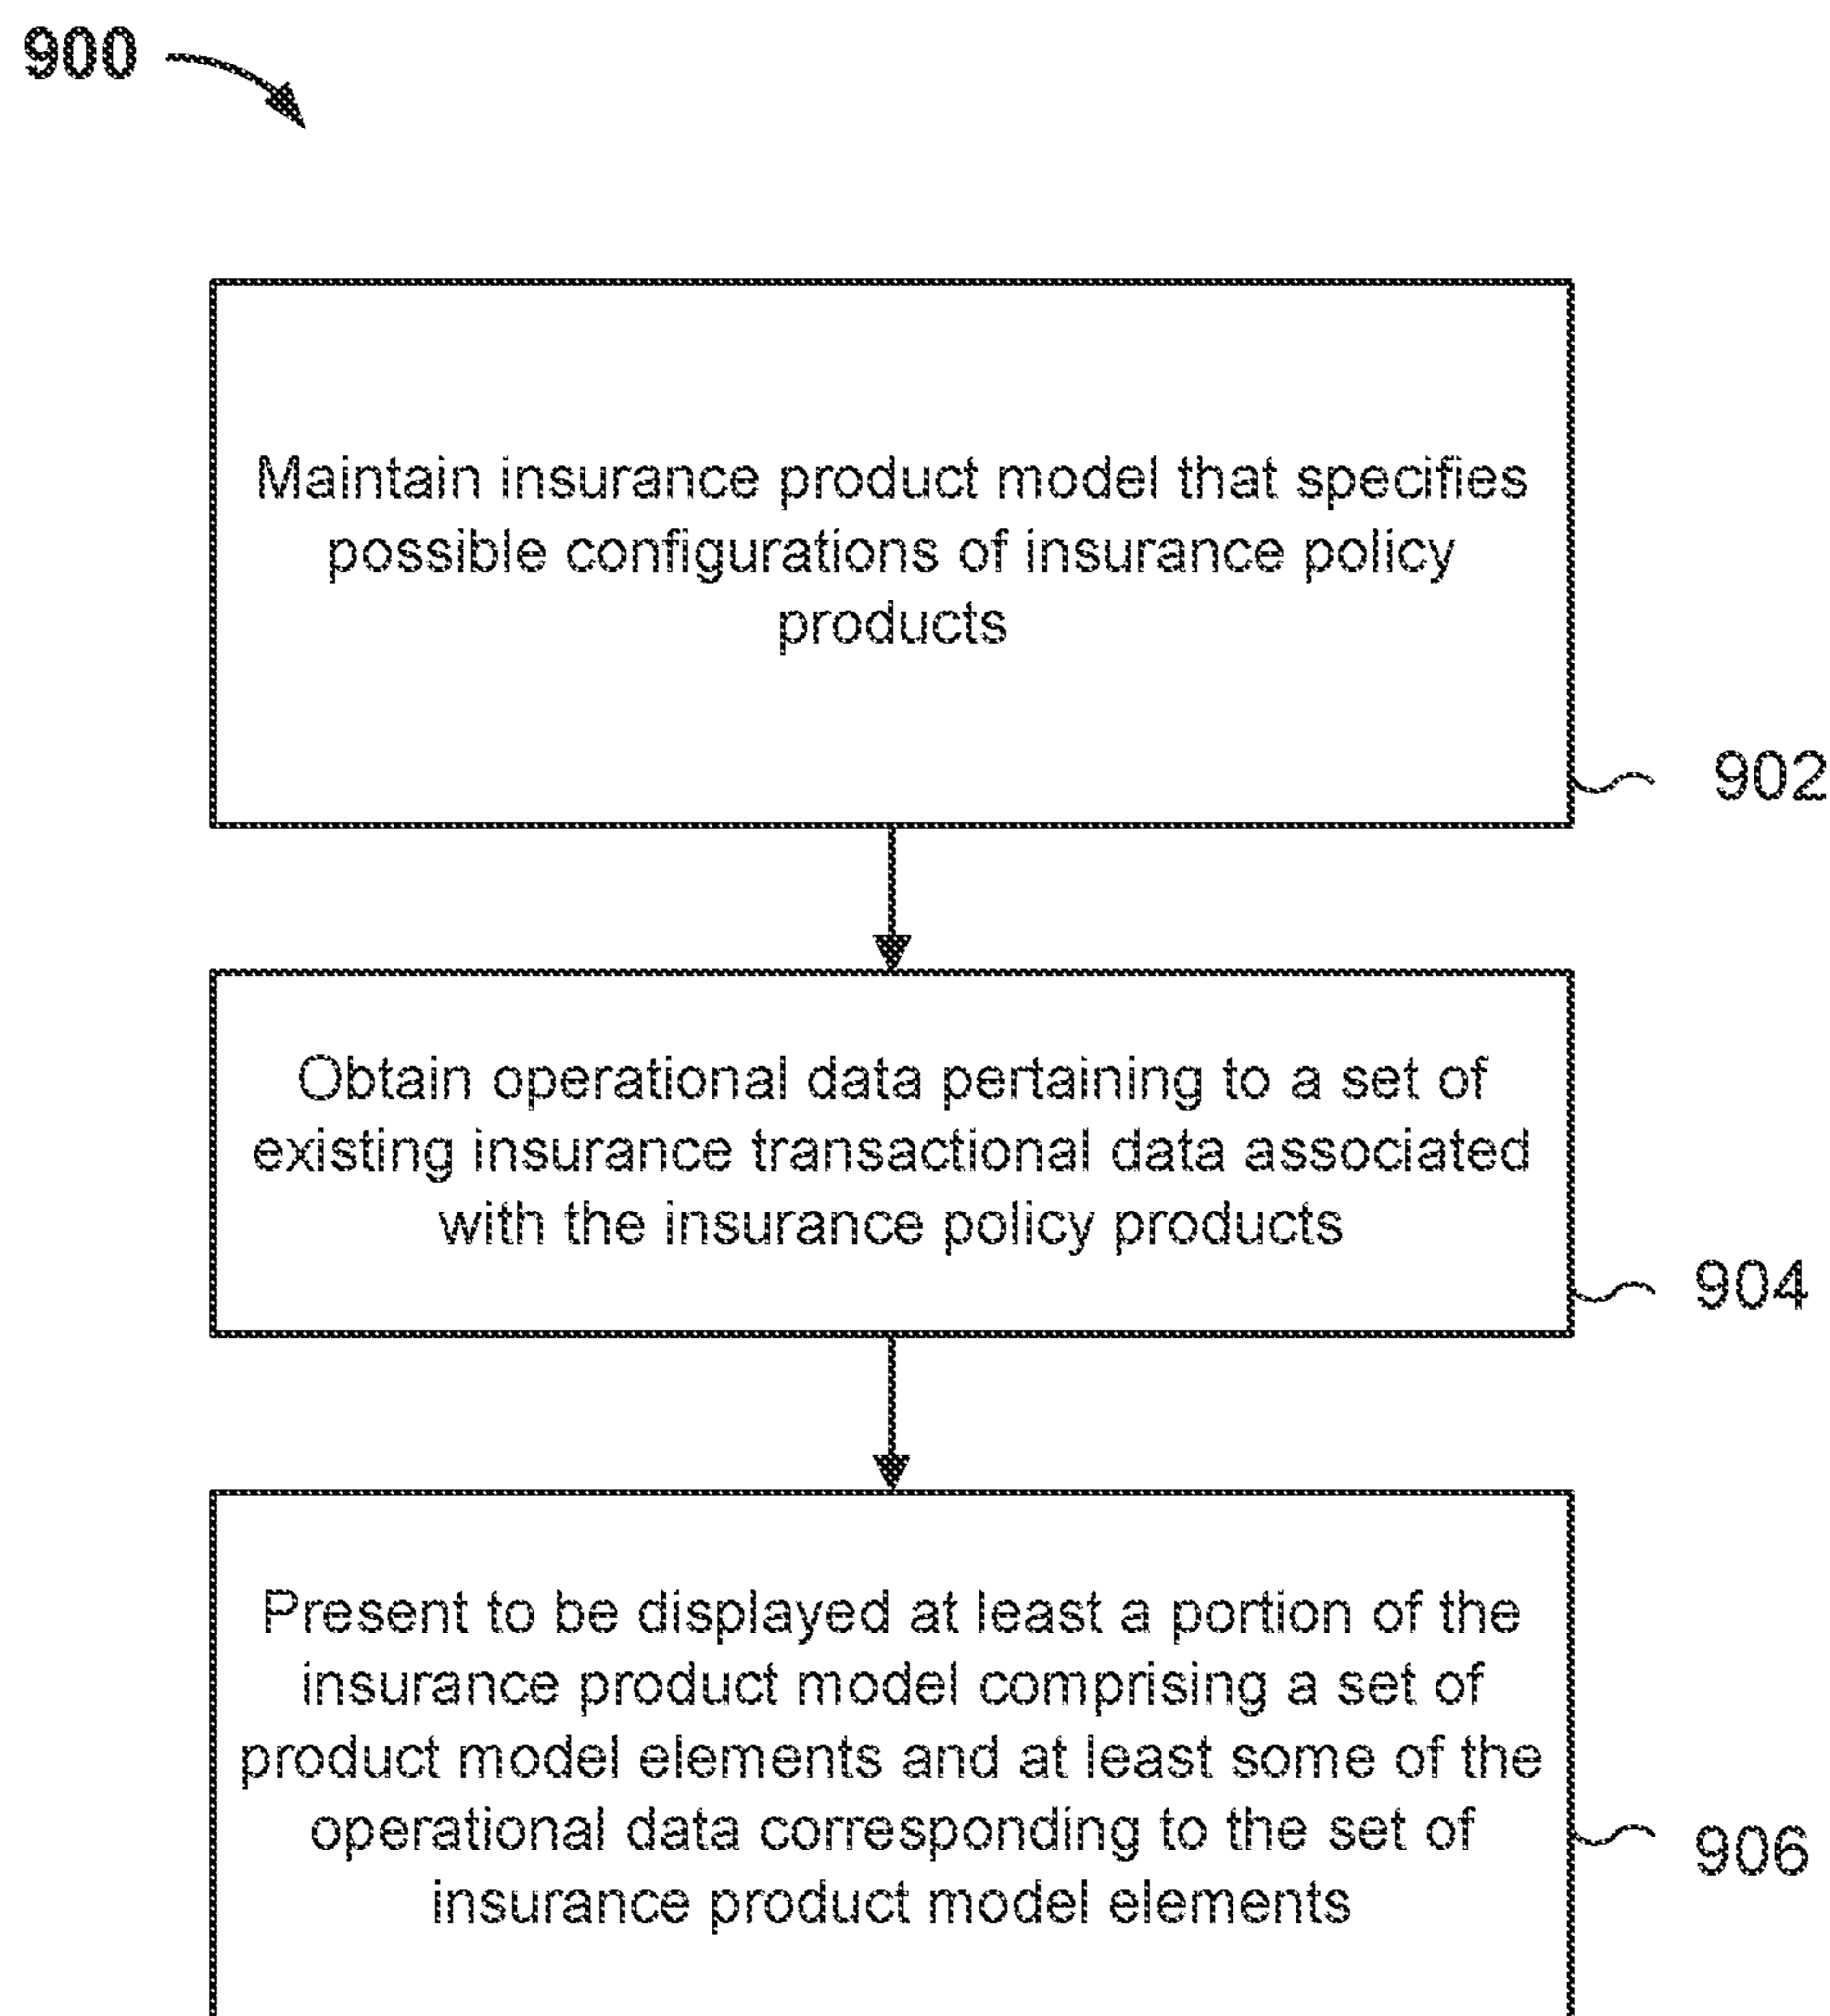 900
Maintain insurance product model that specifies
possible configurations of insurance policy
products
902
Obtain operational data pertaining to a set of
existing insurance transactional data associated
with the insurance policy products
904
Present to be displayed at least a portion of the
insurance product model comprising a set of
product model elements and at least some of the
operational data corresponding to the set of
insurance product model elements
906